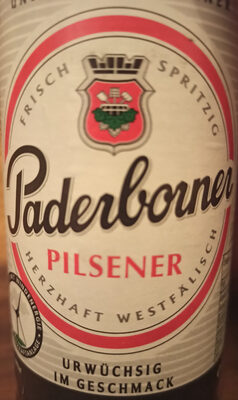 FRISCH SPRITZIG
Paderborner
PILSENER
HERZHAFT WESTFÄLISCH
URWÜCHSIG
IM GESCHMACK